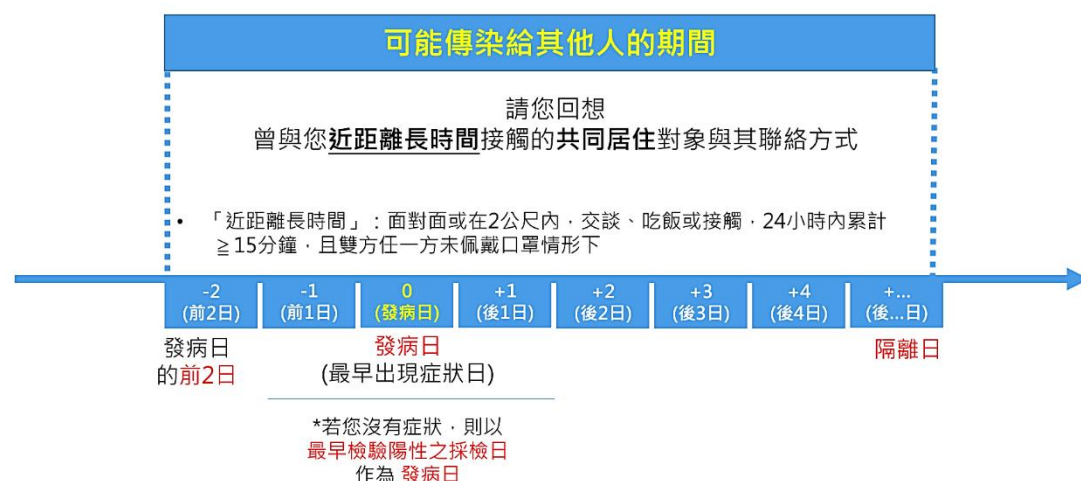 可能傳染給其他人的期間
請您回想
曾與您近距離長時間接觸的共同居住對象與其聯絡方式
• 「近距離長時間」：面對面或在2公尺內，交談、吃飯或接觸，24小時內累計
≧15分鐘，且雙方任一方未佩戴口罩情形下
-2 -1 0 +1 +2 +3 +4 +...
(前2日) (前1日) (發病日) (後1日) (後2日) (後3日) (後4日) (後...日)
發病日 發病日 隔離日
的前2日 (最早出現症狀日)
*若您沒有症狀，則以
最早檢驗陽性之採檢日
作為 發病日